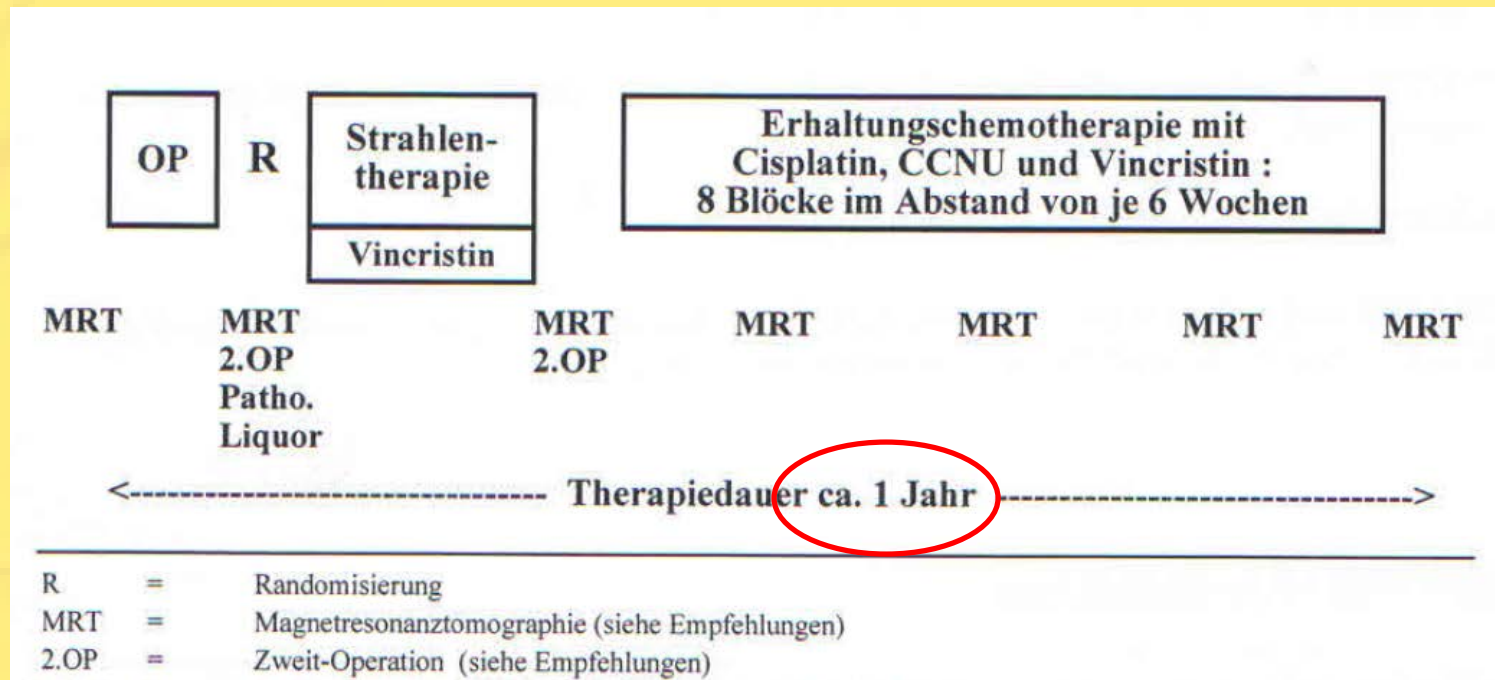 OP R Strahlen-
therapie
Vincristin
Erhaltungschemotherapie mit
Cisplatin, CCNU und Vincristin :
8 Blöcke im Abstand von je 6 Wochen
MRT MRT MRT MRT MRT MRT MRT
2.OP 2.OP
Patho.
Liquor
<-------------------------------- Therapiedauer ca. 1 Jahr -------------------------------->
R = Randomisierung
MRT = Magnetresonanztomographie (siehe Empfehlungen)
2.OP = Zweit-Operation (siehe Empfehlungen)